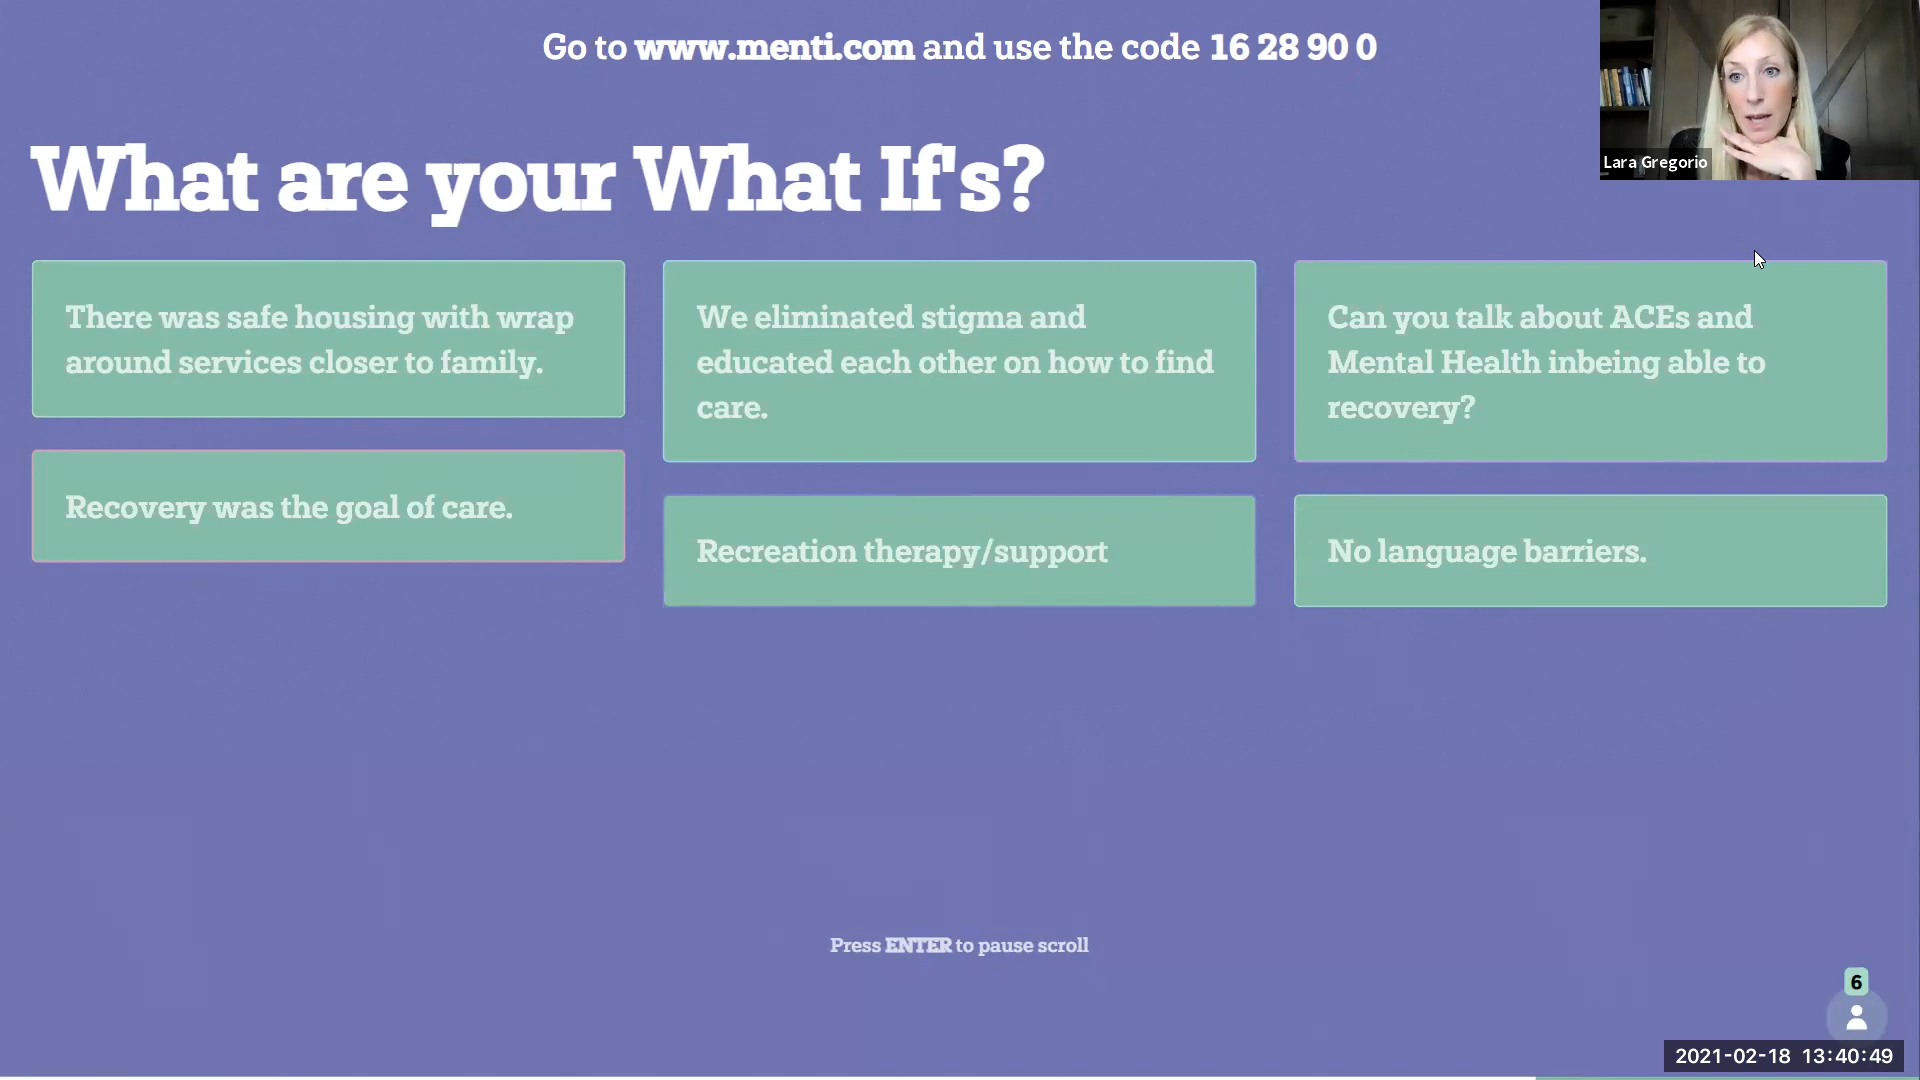 Go to www.menti.com and use the code 16 28 90 0
Lara Gregorio
What are your What If's?
There was safe housing with wrap
around services closer to family.
We eliminated stigma and
educated each other on how to find
care.
Can you talk about ACEs and
Mental Health inbeing able to
recovery?
Recovery was the goal of care.
Recreation therapy/support
No language barriers.
Press ENTER to pause scroll
6
2021-02-18 13:40:49